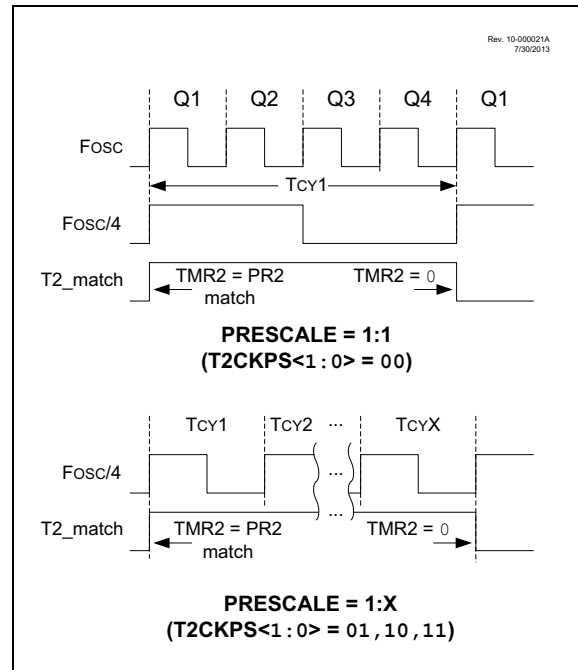 Rev. 10-000021A
7/30/2013
Q1 Q2 Q3 Q4 Q1
FOSC
TCY1
FOSC/4
T2_match
TMR2 = PR2
match
TMR2 = 0
PRESCALE = 1:1
(T2CKPS<1:0> = 00)
TCY1 TCY2 ... TCYX
FOSC/4
...
T2_match
...
TMR2 = PR2
match
TMR2 = 0
PRESCALE = 1:X
(T2CKPS<1:0> = 01,10,11)